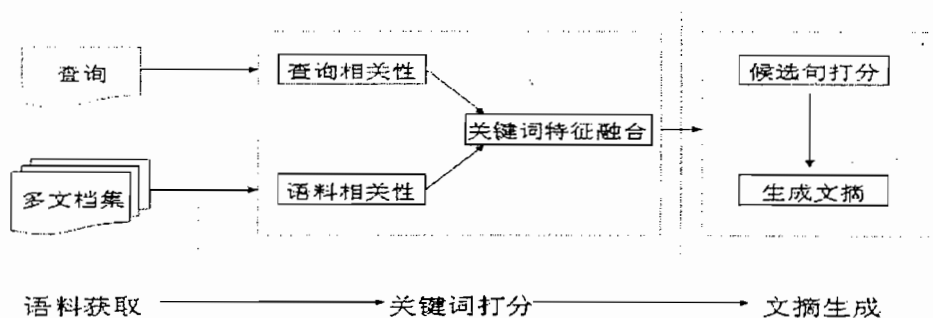 查询
查询相关性
候选句打分
关键词特征融合
多文档集
语料相关性
生成文摘
语料获取
关键词打分
文摘生成